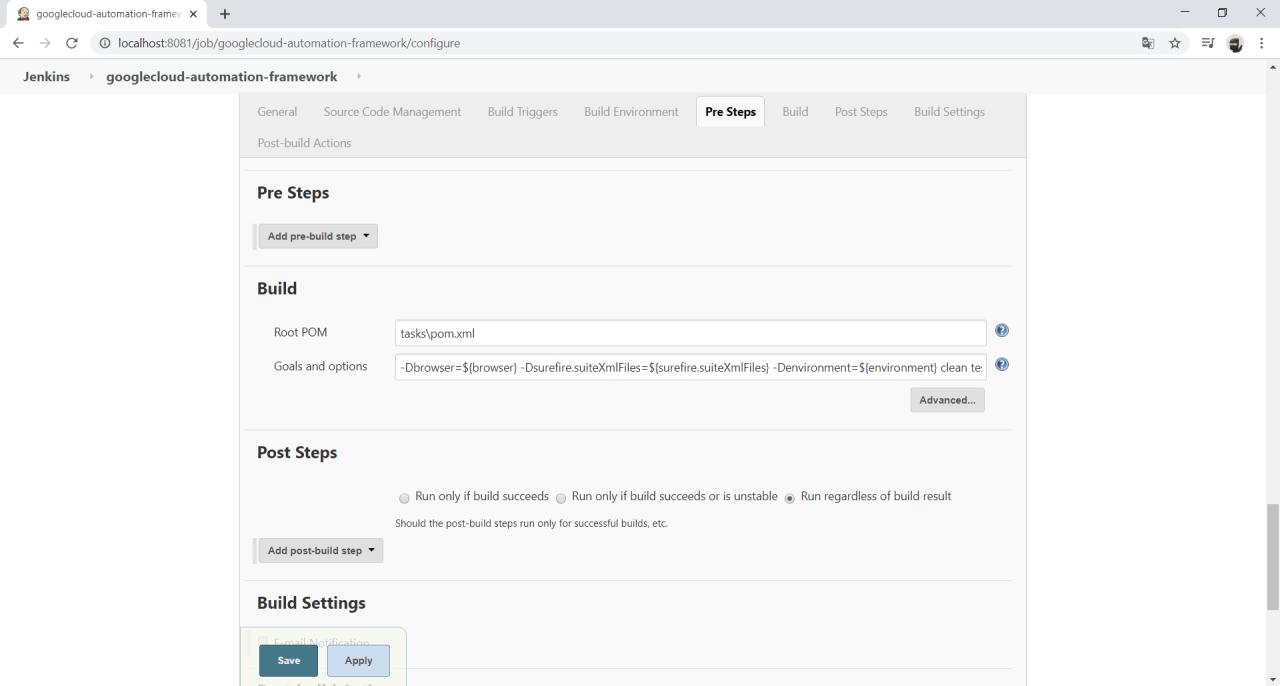 googlecloud-automation-framew
localhost:8081/job/googlecloud-automation-framework/configure
Jenkins googlecloud-automation-framework
General Source Code Management Build Triggers Build Environment Pre Steps Build Post Steps Build Settings
Post-build Actions
Pre Steps
Add pre-build step
Build
Root POM tasks\pom.xml
Goals and options -Dbrowser=${browser} -Dsurefire.suiteXmlFiles=${surefire.suiteXmlFiles} -Denvironment=${environment} clean te
Advanced...
Post Steps
Run only if build succeeds Run only if build succeeds or is unstable Run regardless of build result
Should the post-build steps run only for successful builds, etc.
Add post-build step
Build Settings
E-mail Notification
Save Apply